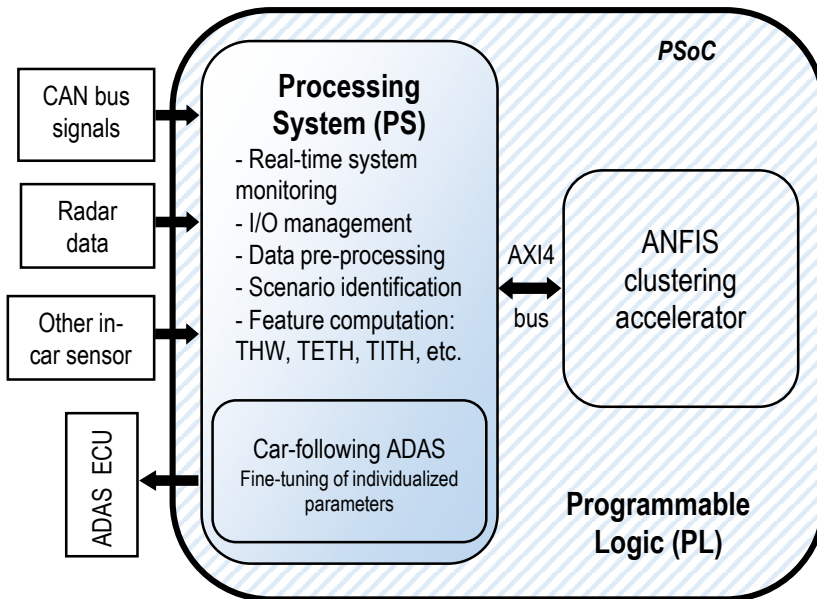 PSoC
CAN bus
signals
Radar
data
Other in-
car sensor
ADAS ECU
Processing
System (PS)
- Real-time system
monitoring
- I/O management
- Data pre-processing
- Scenario identification
- Feature computation:
THW, TETH, TITH, etc.
Car-following ADAS
Fine-tuning of individualized
parameters
AXI4
bus
ANFIS
clustering
accelerator
Programmable
Logic (PL)